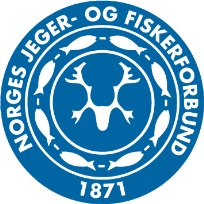 NORGES JEGER- OG FISKERFORBUND
1871